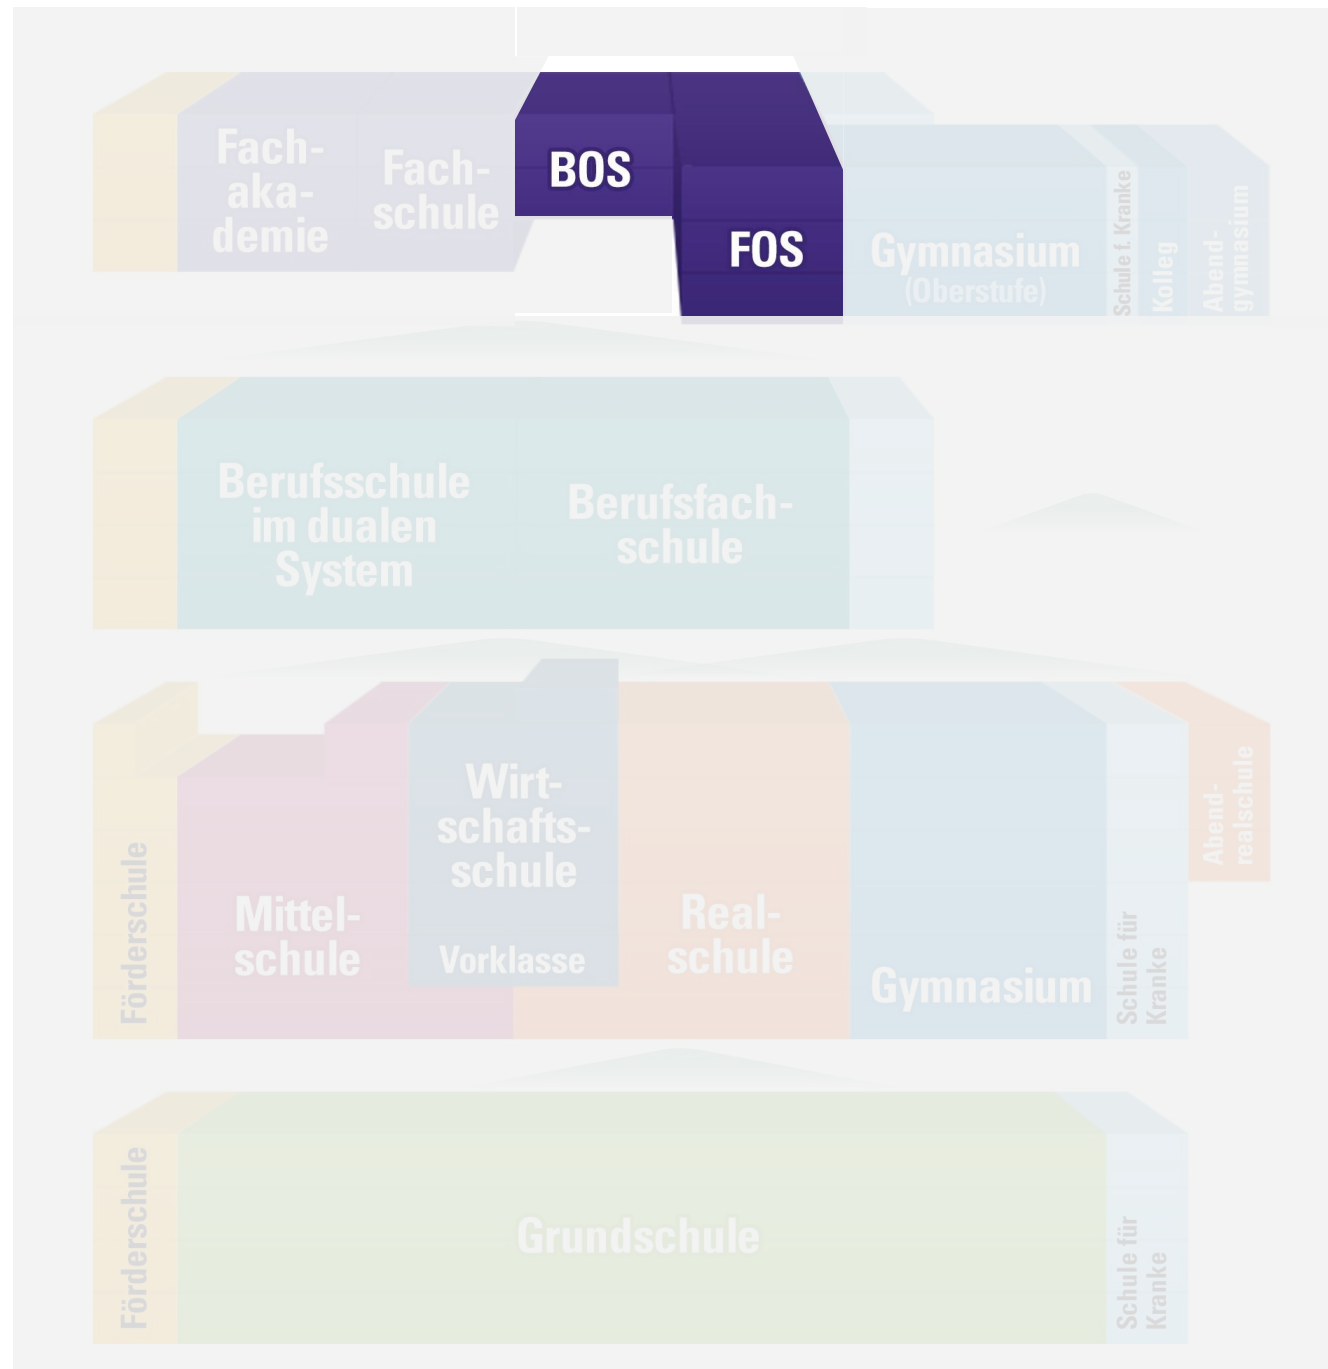 Fach-
aka-
demie
Fach-
schule
BOS
FOS
Gymnasium
(Oberstufe)
Schule f. Kranke
Kolleg
Abend-
gymnasium
Berufsschule
im dualen
System
Berufsfach-
schule
Förderschule
Mittel-
schule
Wirt-
schafts-
schule
Vorklasse
Real-
schule
Gymnasium
Schule für
Kranke
Abend-
realschule
Förderschule
Grundschule
Schule für
Kranke